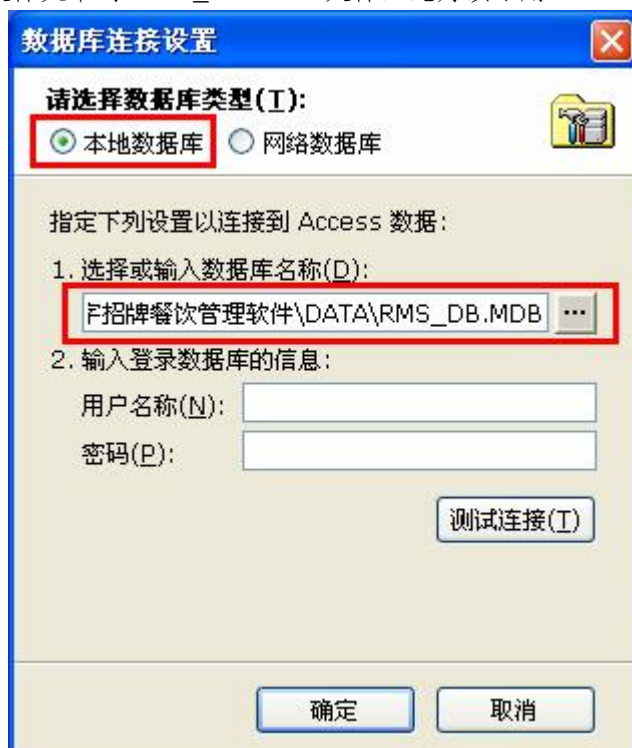 数据库连接设置
请选择数据库类型(T):
本地数据库 网络数据库
指定下列设置以连接到 Access 数据:
1. 选择或输入数据库名称(D):
招牌餐饮管理软件\DATA\RMS_DB.MDB ...
2. 输入登录数据库的信息:
用户名称(N):
密码(P):
测试连接(T)
确定 取消